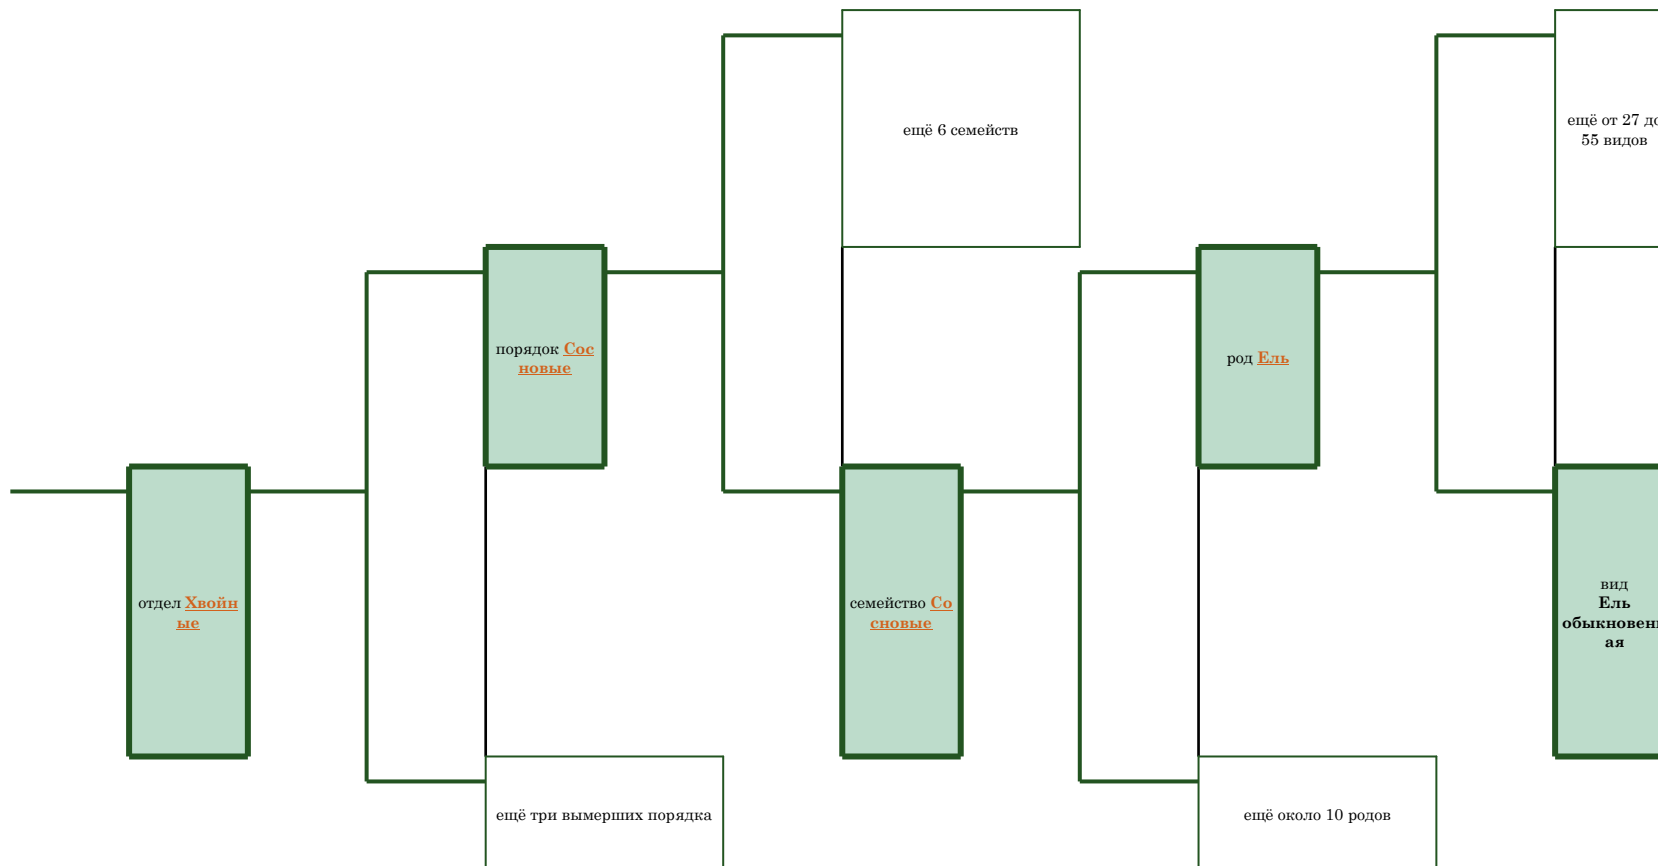 ещё 6 семейств
ещё от 27 до
55 видов
порядок Сос
новые
род Ель
отдел Хвойн
ые
семейство Со
сновые
вид
Ель
обыкновенн
ая
ещё три вымерших порядка
ещё около 10 родов